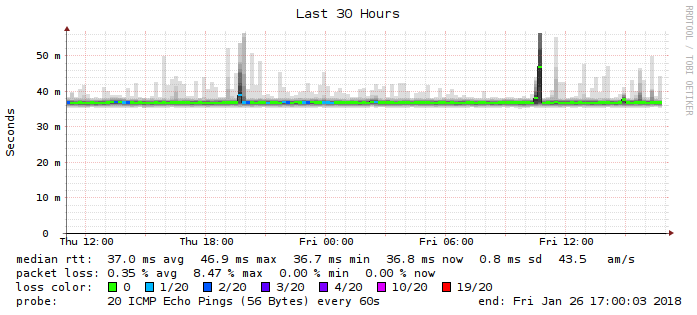 Last 30 Hours
RRDTOOL / TOBI OETIKER
Seconds
50 m
40 m
30 m
20 m
10 m
0
Thu 12:00 Thu 18:00 Fri 00:00 Fri 06:00 Fri 12:00
median rtt: 37.0 ms avg 46.9 ms max 36.7 ms min 36.8 ms now 0.8 ms sd 43.5 am/s
packet loss: 0.35 % avg 8.47 % max 0.00 % min 0.00 % now
loss color: 0 1/20 2/20 3/20 4/20 10/20 19/20
probe: 20 ICMP Echo Pings (56 Bytes) every 60s end: Fri Jan 26 17:00:03 2018